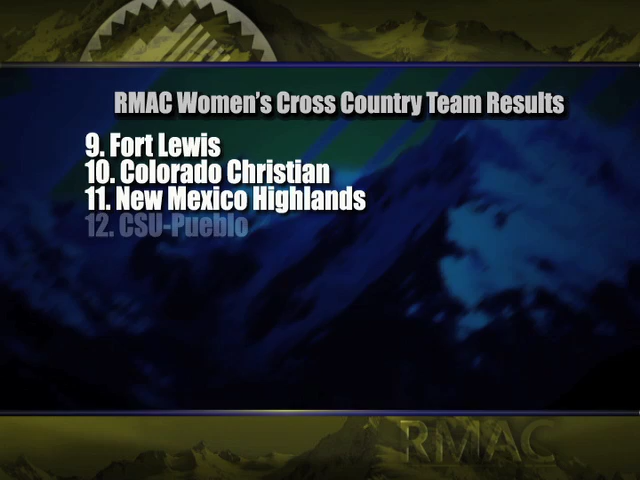 RMAC Women's Cross Country Team Results
9. Fort Lewis
10. Colorado Christian
11. New Mexico Highlands
12. CSU-Pueblo
RMAC